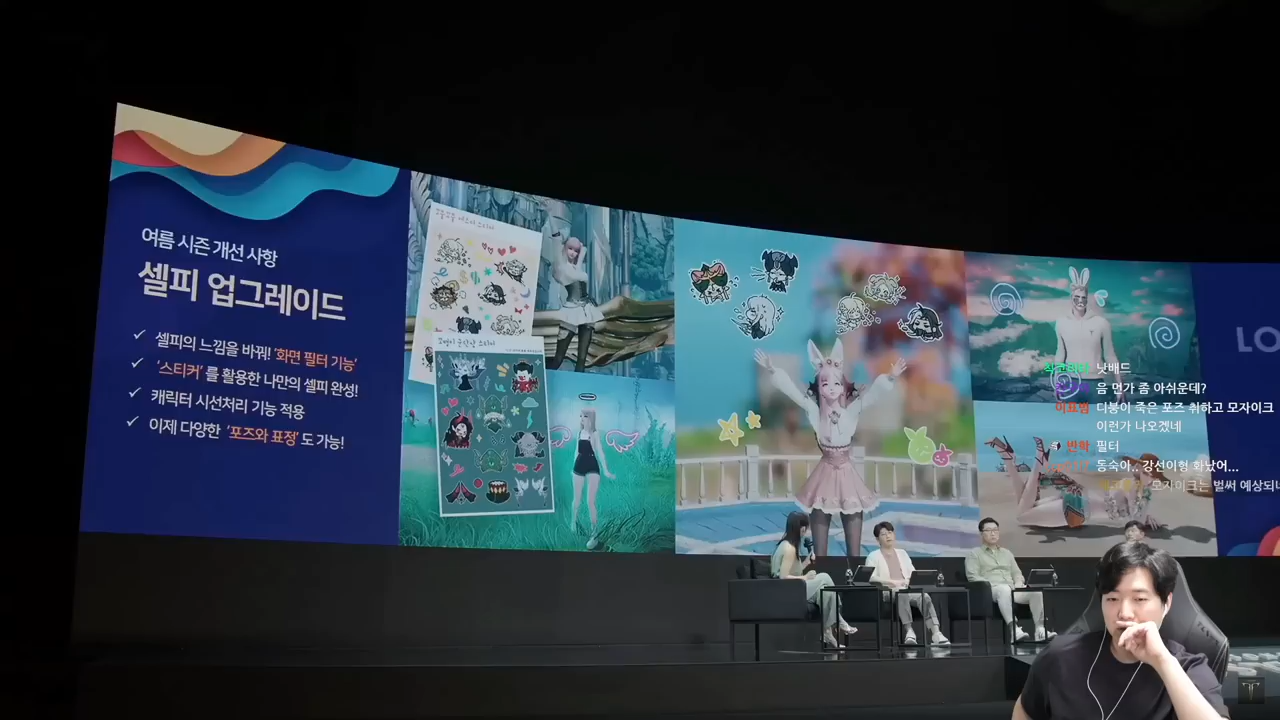 여름 시즌 개선 사항
셀피 업그레이드
✓ 셀피의 느낌을 바꿔! '화면 필터 기능'
✓ '스티커' 를 활용한 나만의 셀피 완성!
✓ 캐릭터 시선처리 기능 적용
✓ 이제 다양한 '포즈와 표정' 도 가능!
LO
낫배드
음 먼가 좀 아쉬운데?
디붕이 죽은 포즈 취하고 모자이크
이런가 나오겠네
반학 필터
동숙아.. 강선이형 화났어...
모자이크는 벌써 예상되니